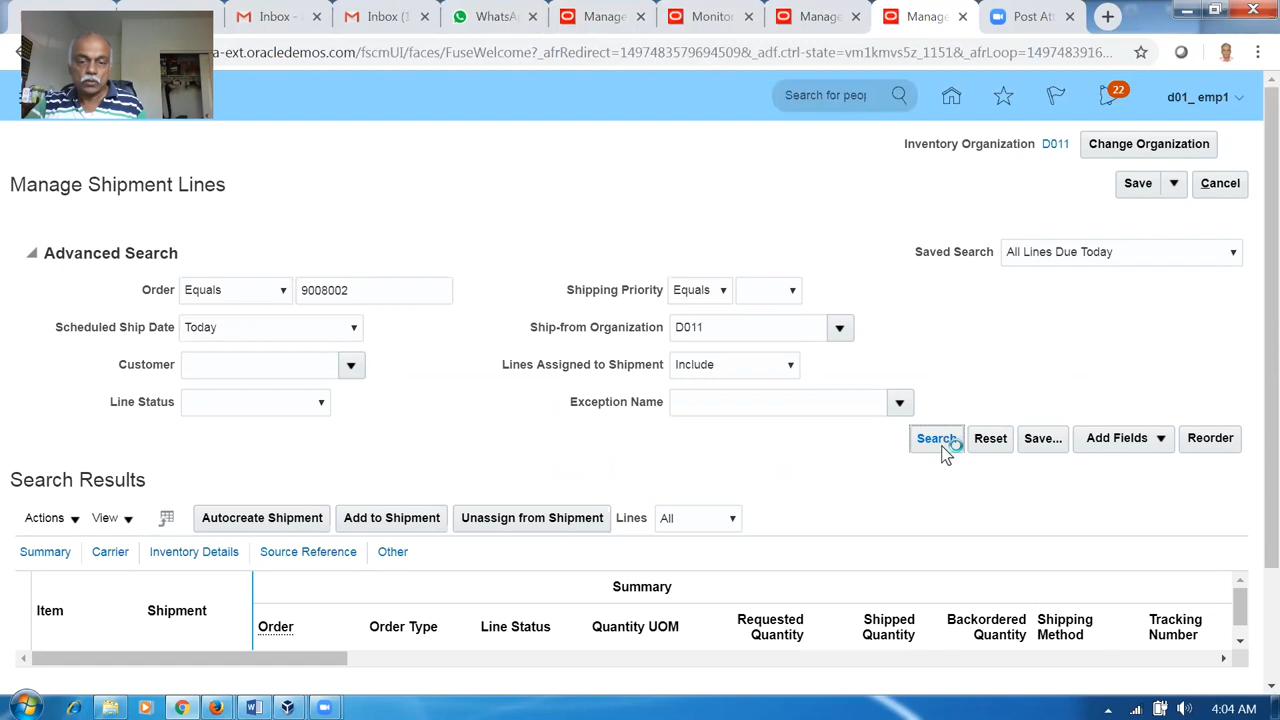 Inbox - 
Inbox (1
WhatsA
Manage
Monitor
Manage
Manage
Post Att
a-ext.oracledemos.com/fscmUI/faces/FuseWelcome?_afrRedirect=14974835796945098&_adf.ctrl-state=vm1kmvs5z_1151&_afrLoop=1497483916...
Search for peop
22
d01_ emp1
Inventory Organization D011 Change Organization
Manage Shipment Lines
Save
Cancel
Advanced Search
Saved Search All Lines Due Today
Order Equals 9008002
Shipping Priority Equals
Scheduled Ship Date Today
Ship-from Organization D011
Customer
Lines Assigned to Shipment Include
Line Status
Exception Name
Search Reset Save... Add Fields Reorder
Search Results
Actions View Autocreate Shipment Add to Shipment Unassign from Shipment Lines All
Summary Carrier Inventory Details Source Reference Other
Summary
Item Shipment
Order Order Type Line Status Quantity UOM Requested Quantity Shipped Quantity Backordered Quantity Shipping Method Tracking Number
4:04 AM